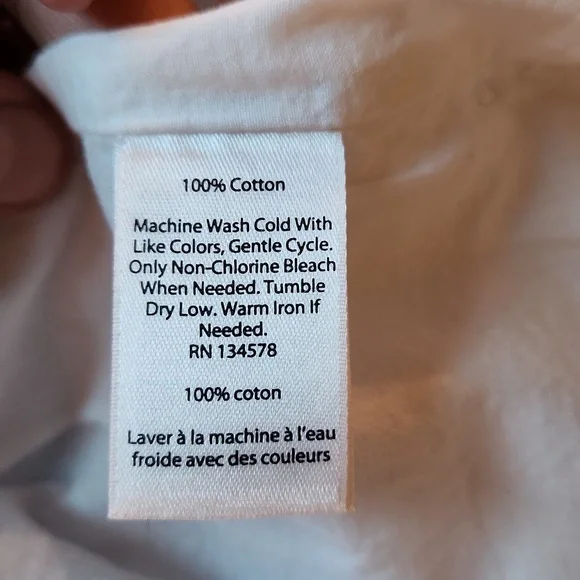 100% Cotton
Machine Wash Cold With
Like Colors, Gentle Cycle.
Only Non-Chlorine Bleach
When Needed. Tumble
Dry Low. Warm Iron If
Needed.
RN 134578
100% coton
Laver à la machine à l'eau
froide avec des couleurs